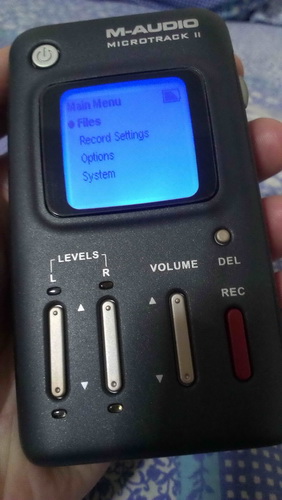 M-AUDIO
MICROTRACK II
Main Menu
Files
Record Settings
Options
System
LEVELS
L R
VOLUME
DEL
REC